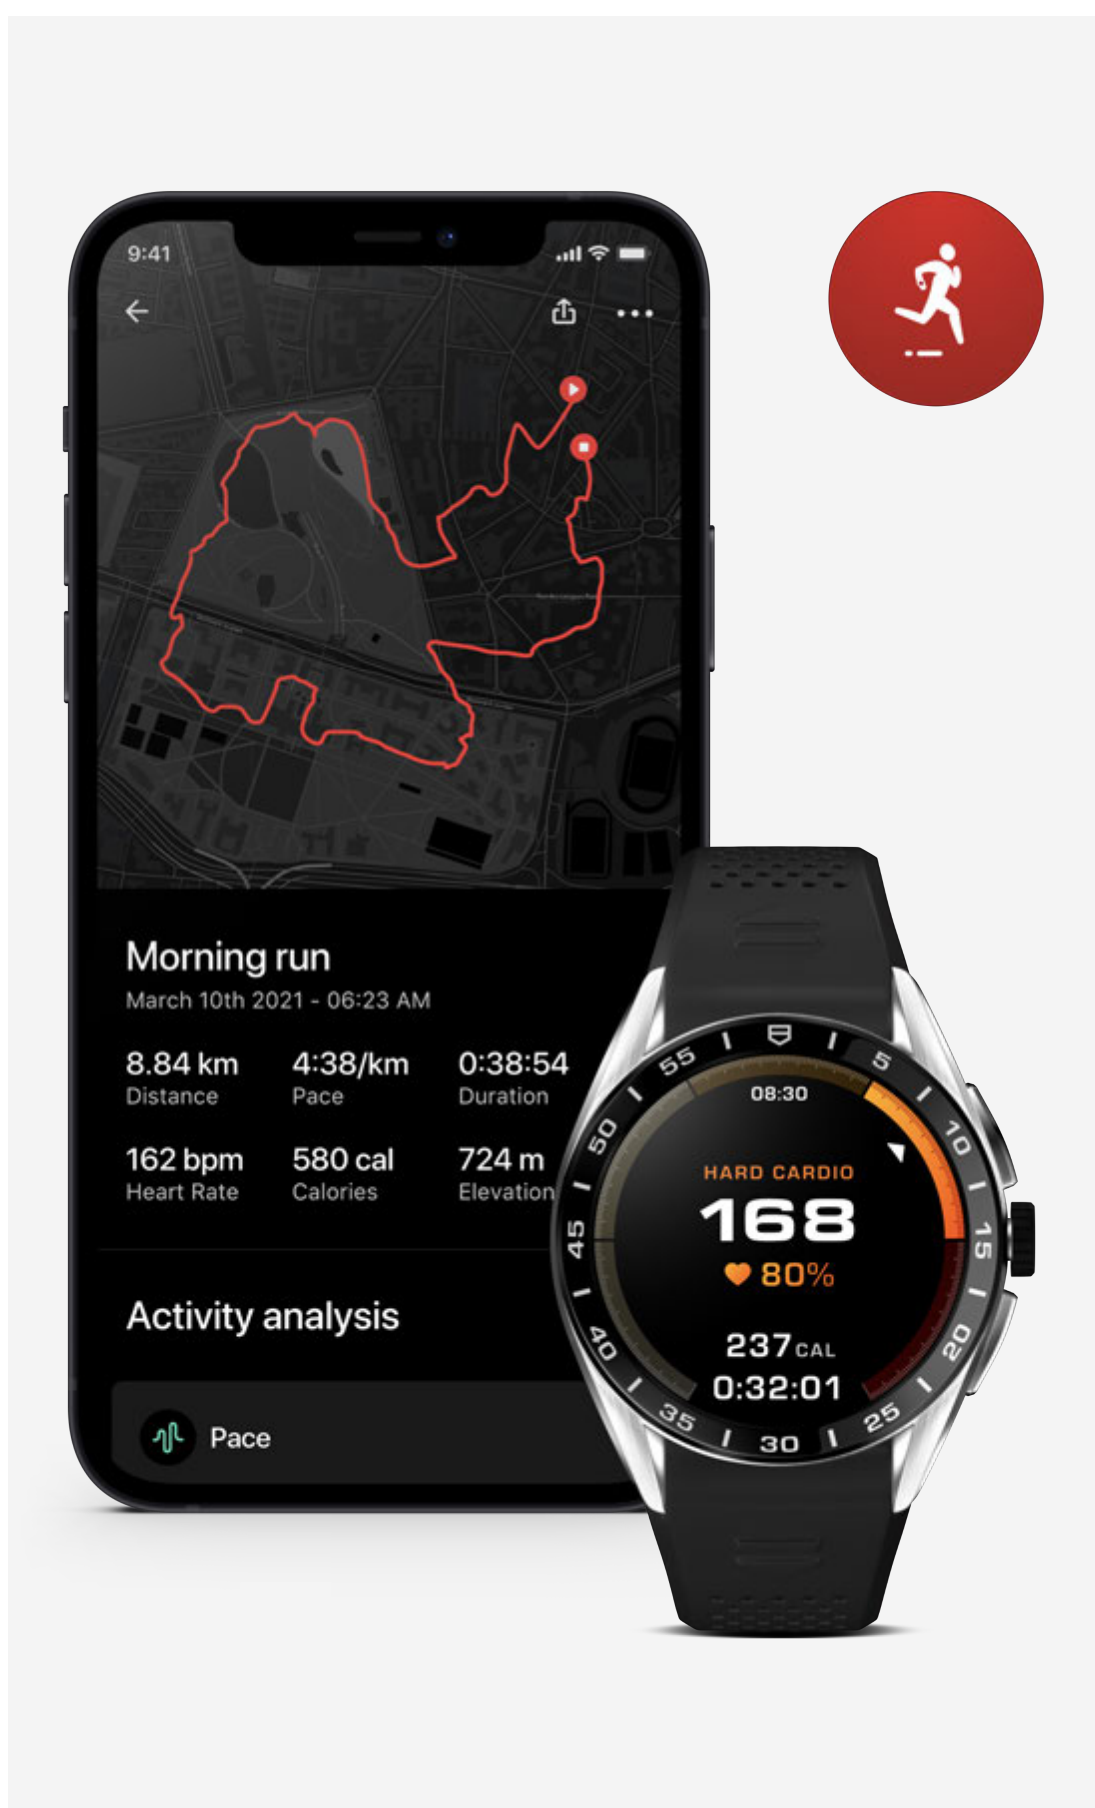 9:41
Morning run
March 10th 2021 - 06:23 AM
8.84 km 4:38/km 0:38:54
Distance Pace Duration
162 bpm 580 cal 724 m
Heart Rate Calories Elevation
Activity analysis
Pace
5
10
15
20
25
30
35
40
45
50
55
08:30
HARD CARDIO
168
80%
237 CAL
0:32:01